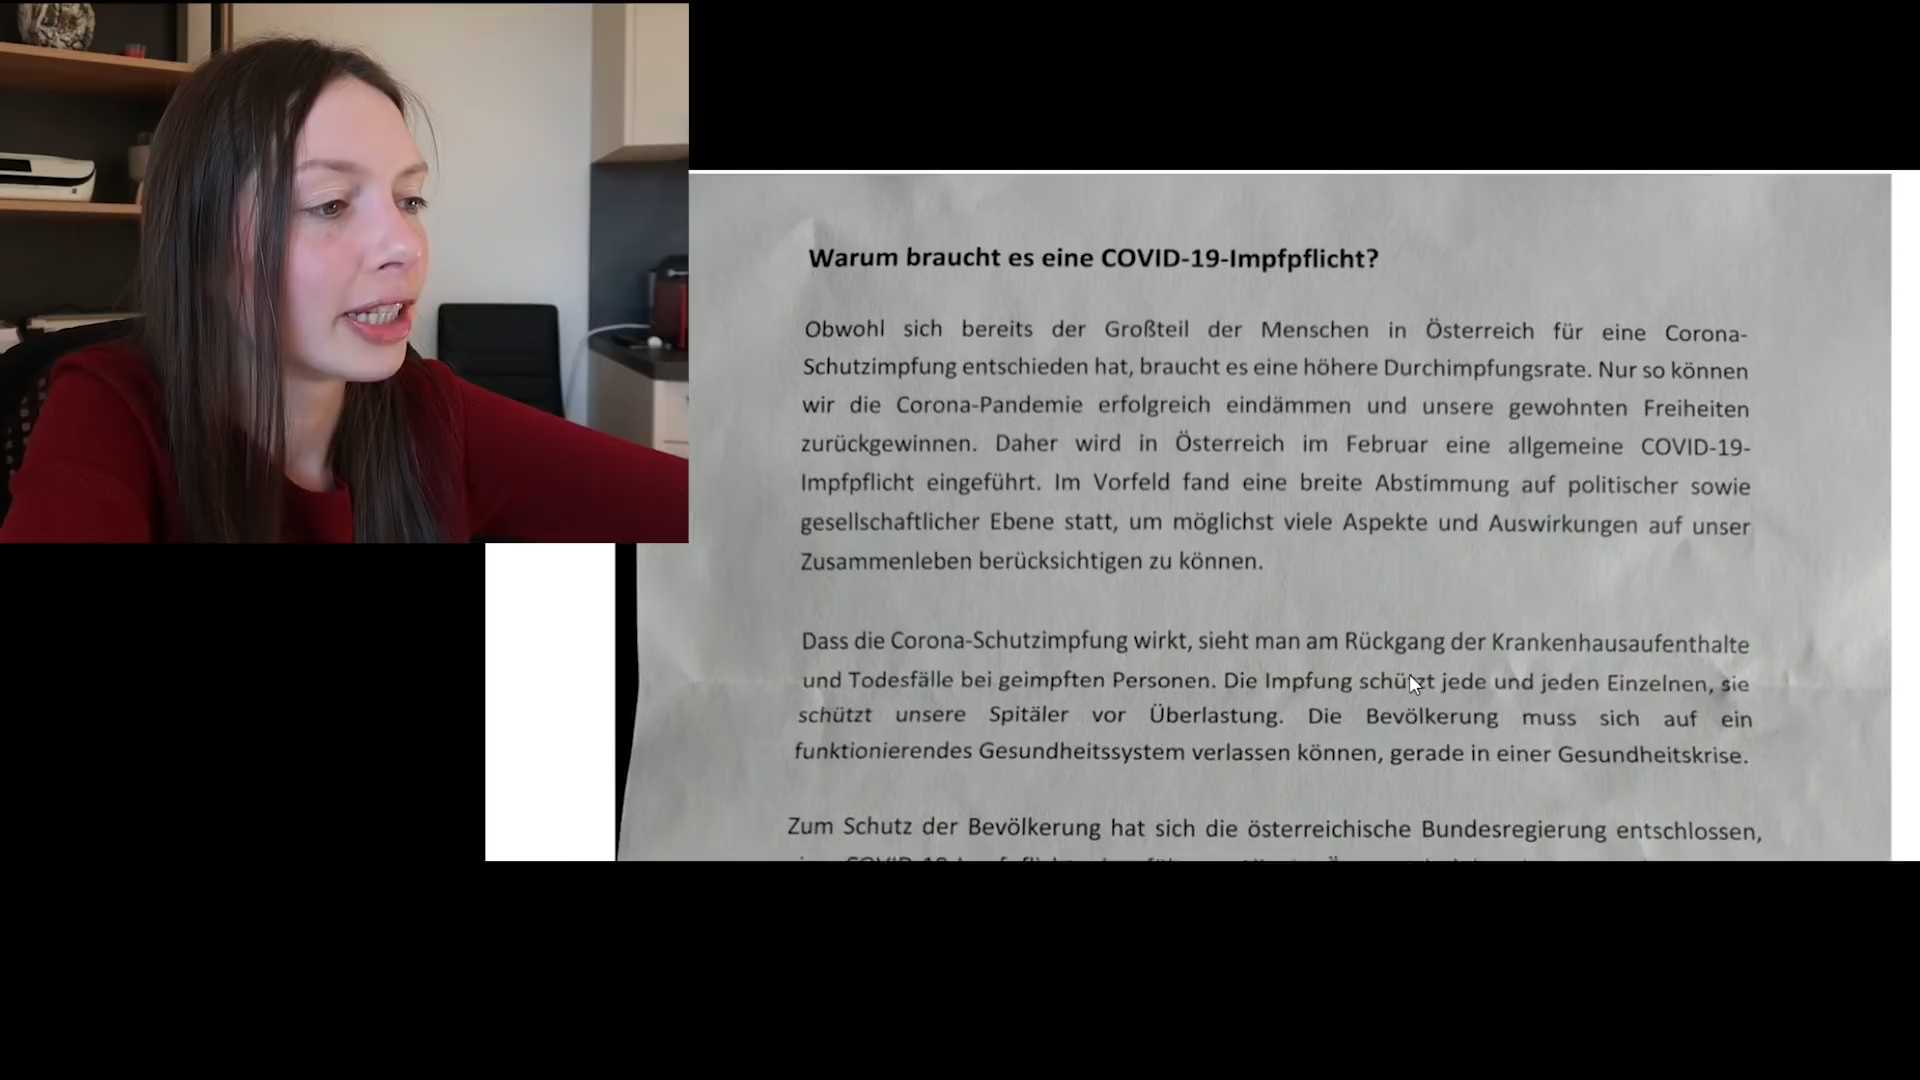 Warum braucht es eine COVID-19-Impfpflicht?
Obwohl sich bereits der Großteil der Menschen in Österreich für eine Corona-
Schutzimpfung entschieden hat, braucht es eine höhere Durchimpfungsrate. Nur so können
wir die Corona-Pandemie erfolgreich eindämmen und unsere gewohnten Freiheiten
zurückgewinnen. Daher wird in Österreich im Februar eine allgemeine COVID-19-
Impfpflicht eingeführt. Im Vorfeld fand eine breite Abstimmung auf politischer sowie
gesellschaftlicher Ebene statt, um möglichst viele Aspekte und Auswirkungen auf unser
Zusammenleben berücksichtigen zu können.
Dass die Corona-Schutzimpfung wirkt, sieht man am Rückgang der Krankenhausaufenthalte
und Todesfälle bei geimpften Personen. Die Impfung schützt jede und jeden Einzelnen, sie
schützt unsere Spitäler vor Überlastung. Die Bevölkerung muss sich auf ein
funktionierendes Gesundheitssystem verlassen können, gerade in einer Gesundheitskrise.
Zum Schutz der Bevölkerung hat sich die österreichische Bundesregierung entschlossen,